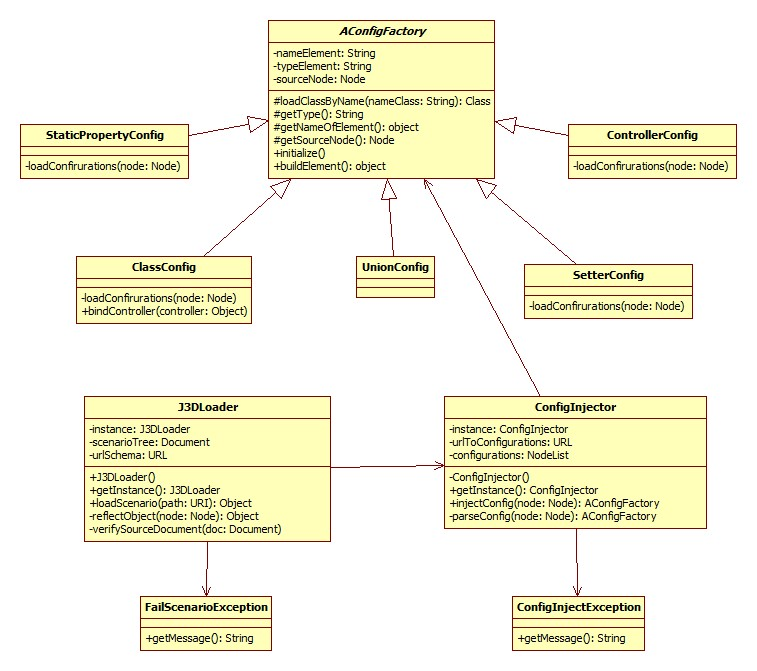 AConfigFactory
-nameElement: String
-typeElement: String
-sourceNode: Node
#loadClassByName(nameClass: String): Class
#getType(): String
#getNameOfElement(): object
#getSourceNode(): Node
+initialize()
+buildElement(): object
StaticPropertyConfig
-loadConfirurations(node: Node)
ControllerConfig
-loadConfirurations(node: Node)
ClassConfig
-loadConfirurations(node: Node)
+bindController(controller: Object)
UnionConfig
SetterConfig
-loadConfirurations(node: Node)
J3DLoader
-instance: J3DLoader
-scenarioTree: Document
-urlSchema: URL
+J3DLoader()
+getInstance(): J3DLoader
+loadScenario(path: URI): Object
-reflectObject(node: Node): Object
-verifySourceDocument(doc: Document)
ConfigInjector
-instance: ConfigInjector
-urlToConfigurations: URL
-configurations: NodeList
-ConfigInjector()
+getInstance(): ConfigInjector
+injectConfig(node: Node): AConfigFactory
-parseConfig(node: Node): AConfigFactory
FailScenarioException
+getMessage(): String
ConfigInjectException
+getMessage(): String